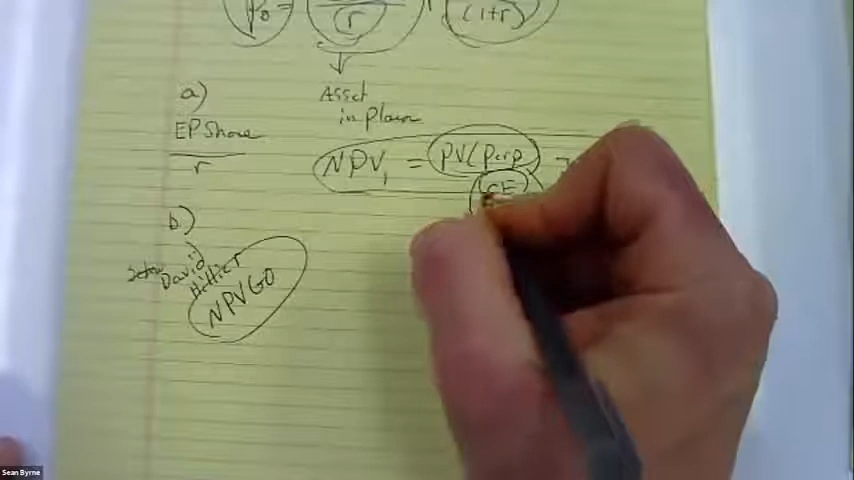 P0 = r (1+r)
a)
Asset
in place
EPShare
r
NPV1 = PV(perp
CF
b)
David
Hillier
NPVGO
Sean Byrne